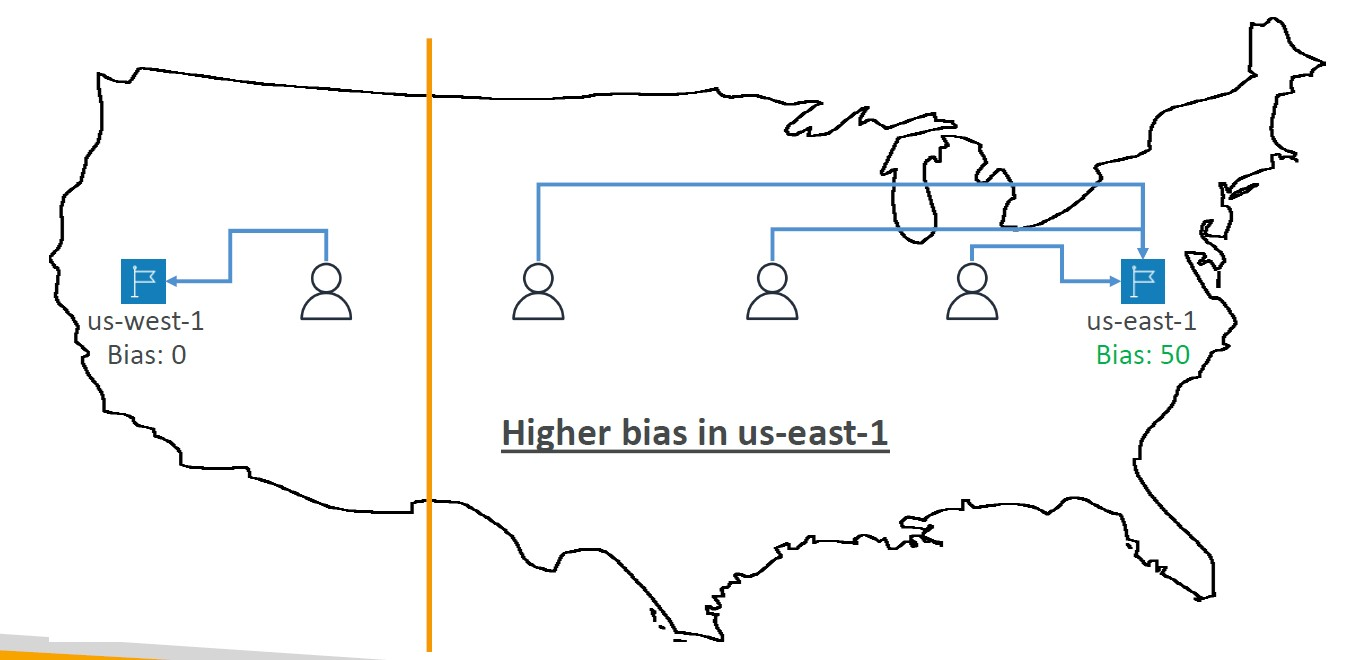 us-west-1
Bias: 0
us-east-1
Bias: 50
Higher bias in us-east-1